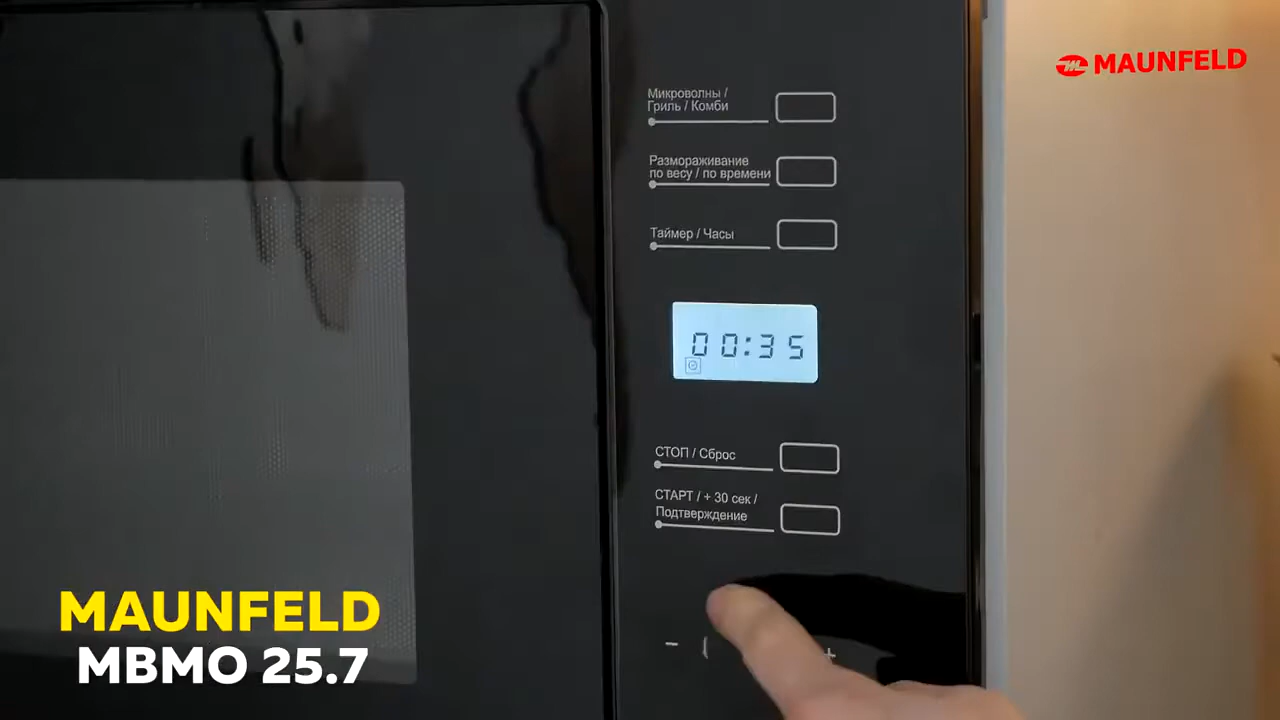 MAUNFELD
Микроволны /
Гриль / Комби
Размораживание
по весу / по времени
Таймер / Часы
00:35
СТОП / Сброс
СТАРТ / + 30 сек /
Подтверждение
- +
MAUNFELD
MBMO 25.7